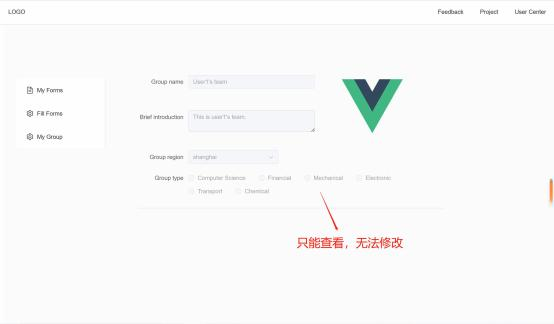 LOGO Feedback Project User Center
Group name User1's team
My Forms
Brief introduction This is user1's team.
Fill Forms
My Group
Group region shanghai
Group type Computer Science Financial Mechanical Electronic
Transport Chemical
只能查看，无法修改